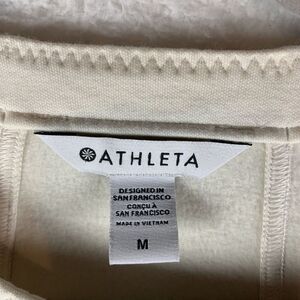 ATHLETA
DESIGNED IN
SAN FRANCISCO
CONÇU À
SAN FRANCISCO
MADE IN VIETNAM
M